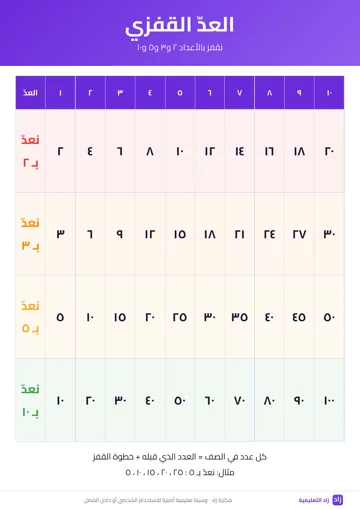 العدّ القفزي
نقفز بالأعداد ٢ و٣ و٥ و١٠
العدّ ١ ٢ ٣ ٤ ٥ ٦ ٧ ٨ ٩ ١٠
نعدّ بـ ٢ ٢ ٤ ٦ ٨ ١٠ ١٢ ١٤ ١٦ ١٨ ٢٠
نعدّ بـ ٣ ٣ ٦ ٩ ١٢ ١٥ ١٨ ٢١ ٢٤ ٢٧ ٣٠
نعدّ بـ ٥ ٥ ١٠ ١٥ ٢٠ ٢٥ ٣٠ ٣٥ ٤٠ ٤٥ ٥٠
نعدّ بـ ١٠ ١٠ ٢٠ ٣٠ ٤٠ ٥٠ ٦٠ ٧٠ ٨٠ ٩٠ ١٠٠
كل عدد في الصف = العدد الذي قبله + خطوة القفز
مثال: نعدّ بـ ٥ : ٥ ، ١٠ ، ١٥ ، ٢٠ ، ٢٥
زاد زاد التعليمية
مكتبة زاد · وسيلة تعليمية أصلية للاستخدام الشخصي أو داخل الفصل